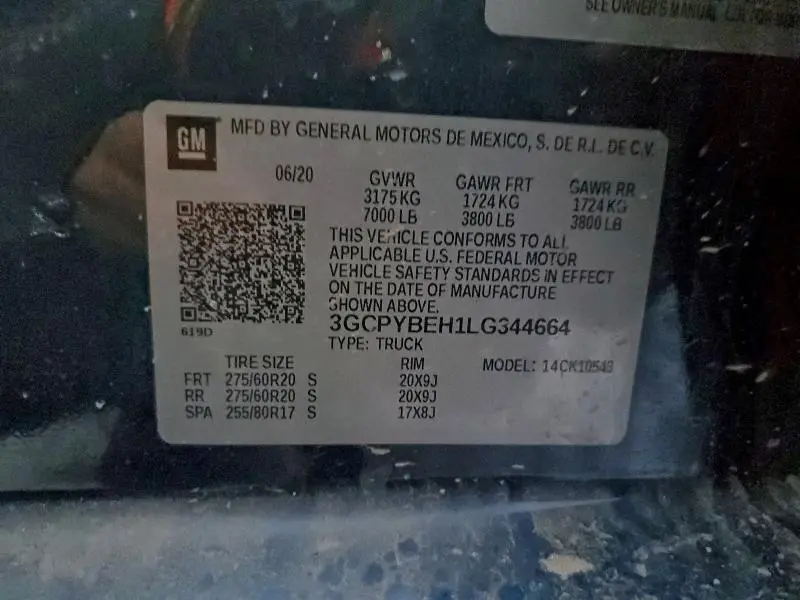 SEE OWNER'S MANUAL
GM
MFD BY GENERAL MOTORS DE MEXICO, S. DE R.L. DE C.V.
06/20 GVWR GAWR FRT GAWR RR
3175 KG 1724 KG 1724 KG
7000 LB 3800 LB 3800 LB
THIS VEHICLE CONFORMS TO ALL
APPLICABLE U.S. FEDERAL MOTOR
VEHICLE SAFETY STANDARDS IN EFFECT
ON THE DATE OF MANUFACTURE
SHOWN ABOVE.
3GCPYBEH1LG344664
619D
TYPE: TRUCK
TIRE SIZE RIM MODEL: 14CK10543
FRT 275/60R20 S 20X9J
RR 275/60R20 S 20X9J
SPA 255/80R17 S 17X8J